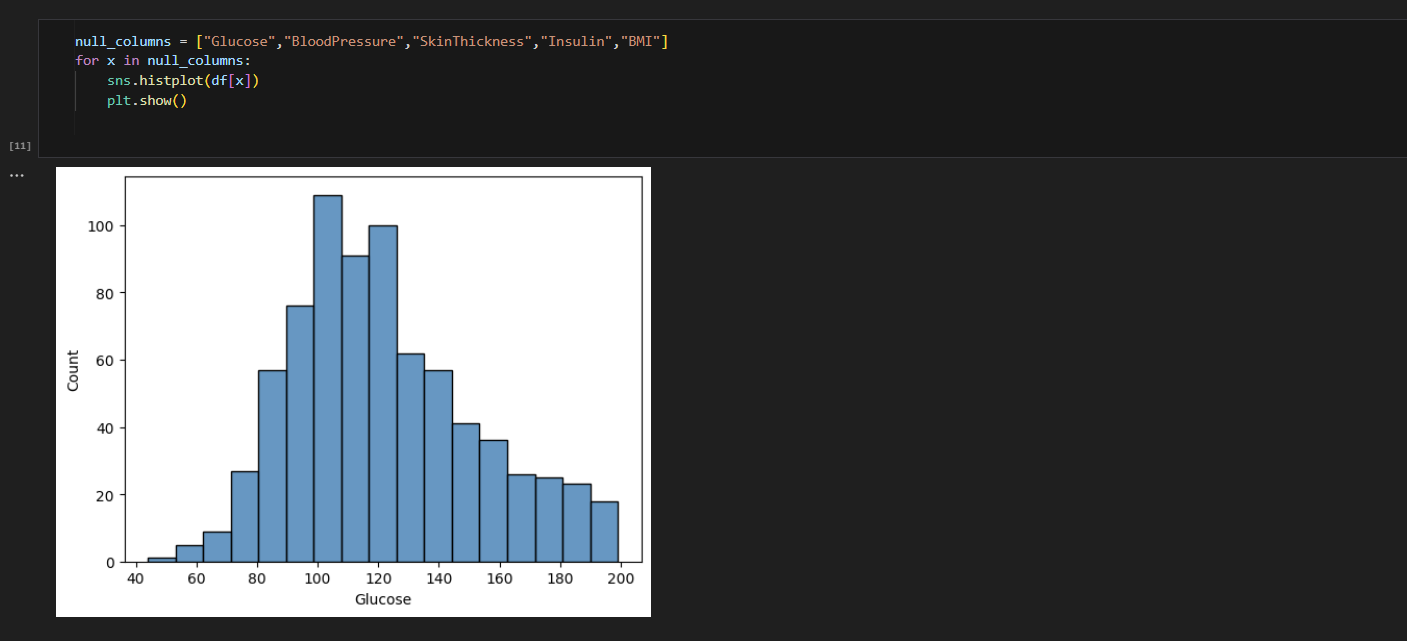 null_columns = ["Glucose","BloodPressure","SkinThickness","Insulin","BMI"]
for x in null_columns:
    sns.histplot(df[x])
    plt.show()
[11]
...
100
80
60
40
20
0
Count
40 60 80 100 120 140 160 180 200
Glucose